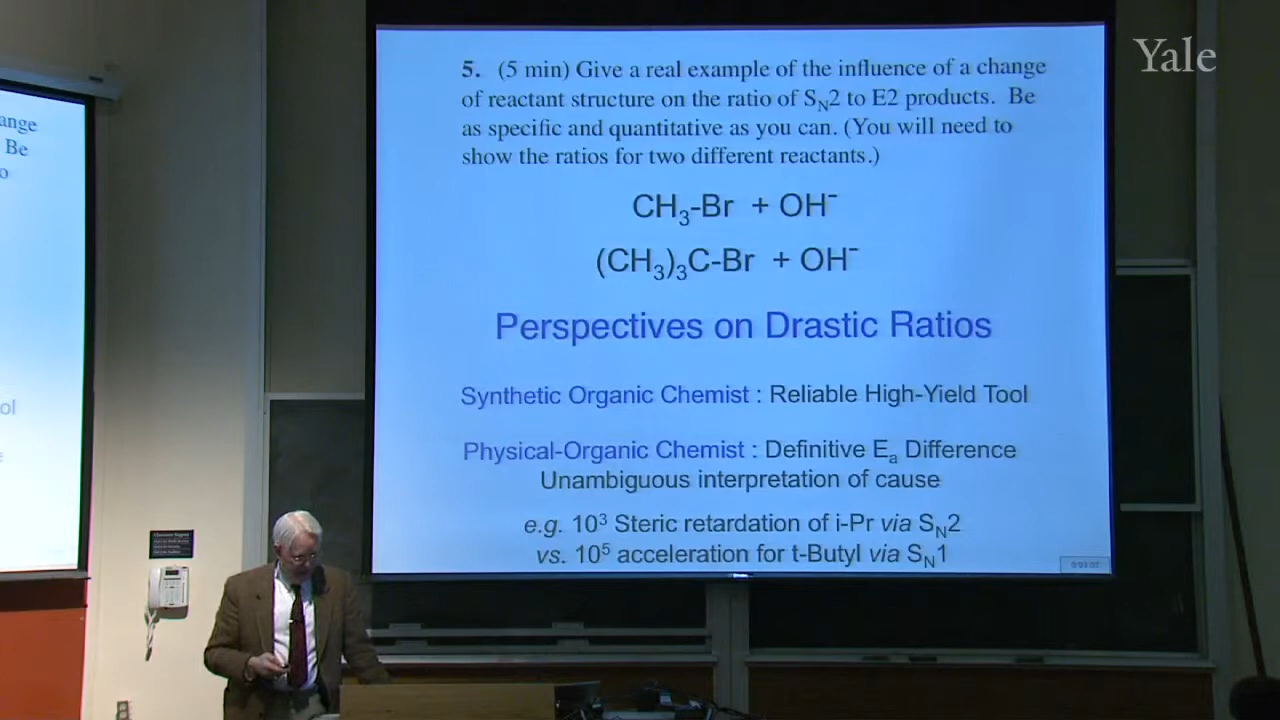 Yale
5. (5 min) Give a real example of the influence of a change
of reactant structure on the ratio of SN2 to E2 products. Be
as specific and quantitative as you can. (You will need to
show the ratios for two different reactants.)
CH₃-Br + OH⁻
(CH₃)₃C-Br + OH⁻
Perspectives on Drastic Ratios
Synthetic Organic Chemist : Reliable High-Yield Tool
Physical-Organic Chemist : Definitive Eₐ Difference
Unambiguous interpretation of cause
e.g. 10³ Steric retardation of i-Pr via SN2
vs. 10⁵ acceleration for t-Butyl via SN1
ange
Be
o
ol
e